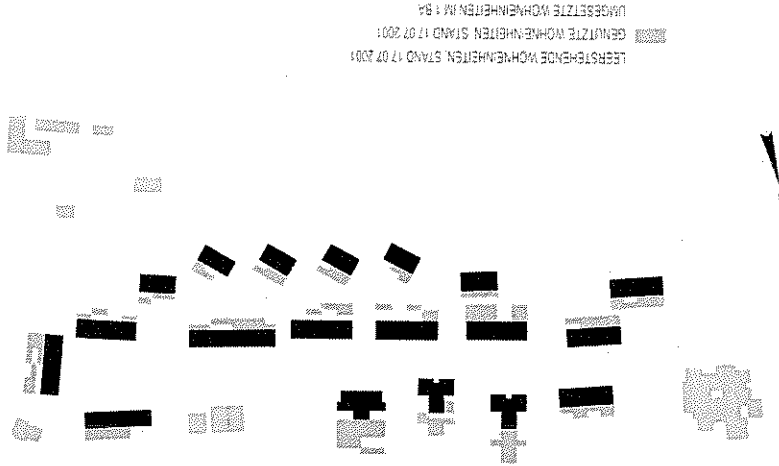 LEERSTEHENDE WOHNEINHEITEN, STAND 17.07.2001
GENUTZTE WOHNEINHEITEN, STAND 17.07.2001
UMGESETZTE WOHNEINHEITEN IM 1.BA